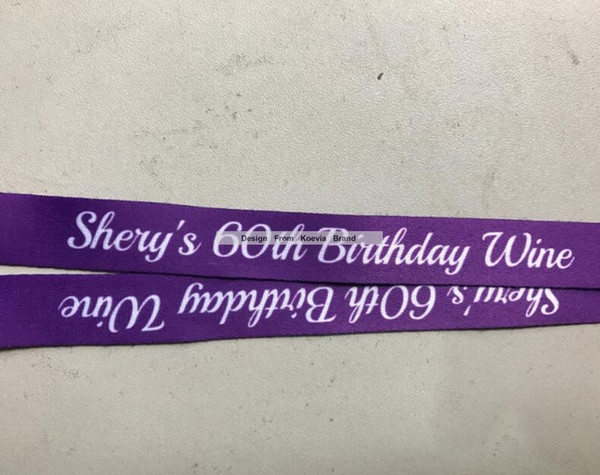 Shery's 60th Birthday Wine
Design From Koevia Brand
Shery's 60th Birthday Wine